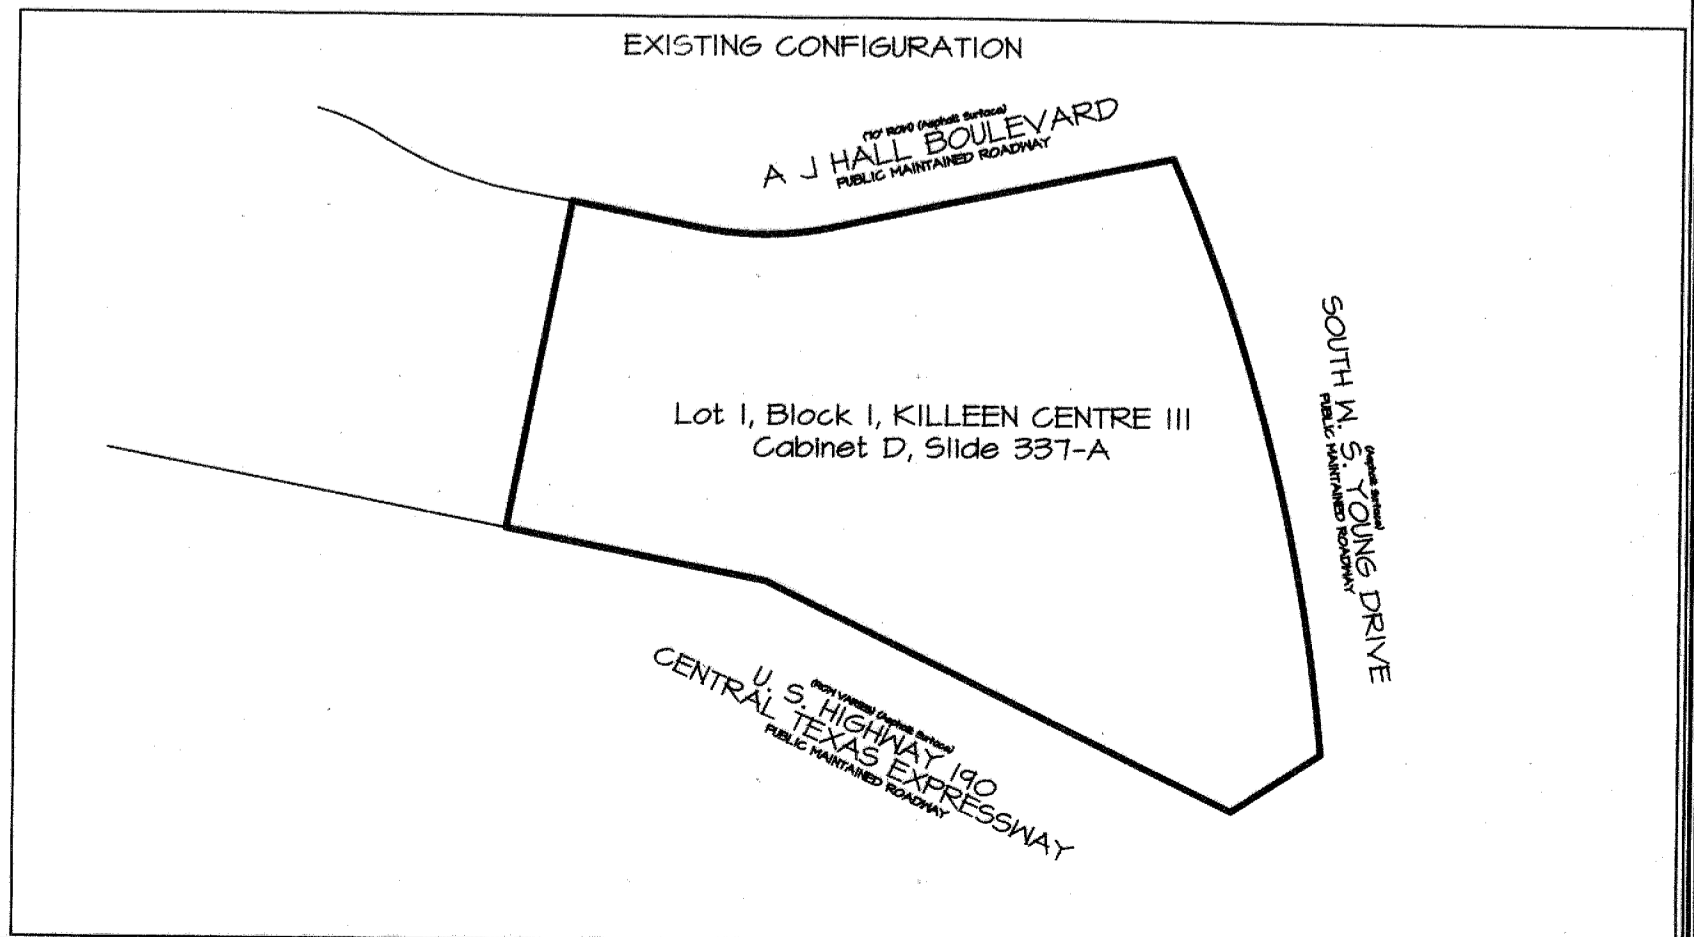 EXISTING CONFIGURATION
(70' ROW) (Asphalt Surface)
A J HALL BOULEVARD
PUBLIC MAINTAINED ROADWAY
Lot 1, Block 1, KILLEEN CENTRE III
Cabinet D, Slide 337-A
(Asphalt Surface)
SOUTH W. S. YOUNG DRIVE
PUBLIC MAINTAINED ROADWAY
(ROW VARIES) (Asphalt Surface)
U. S. HIGHWAY 190
CENTRAL TEXAS EXPRESSWAY
PUBLIC MAINTAINED ROADWAY